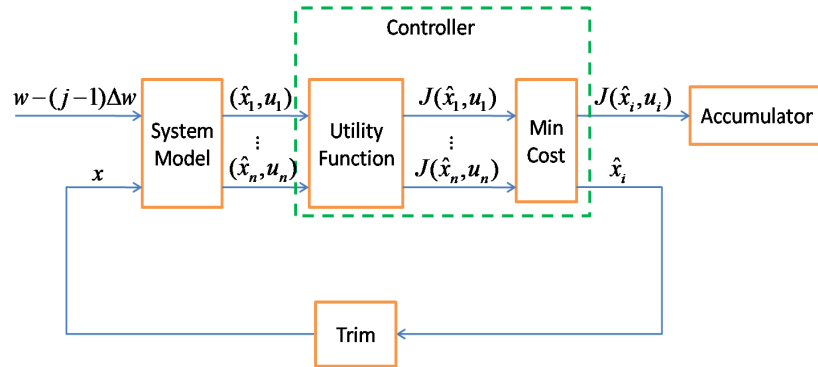 Controller
w−(j−1)Δw
System
Model
(x̂₁,u₁)
⋮
(x̂ₙ,uₙ)
x
Utility
Function
J(x̂₁,u₁)
⋮
J(x̂ₙ,uₙ)
Min
Cost
J(x̂ᵢ,uᵢ)
x̂ᵢ
Accumulator
Trim